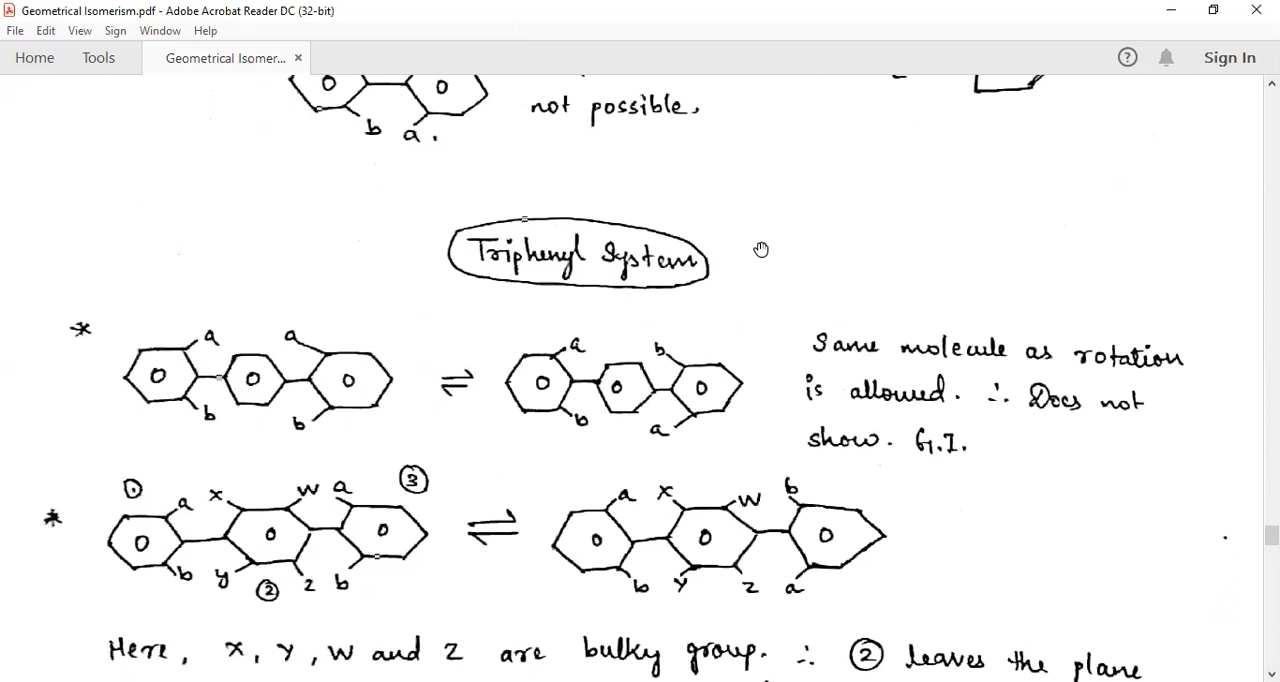 Geometrical Isomerism.pdf - Adobe Acrobat Reader DC (32-bit)
File Edit View Sign Window Help
Home Tools Geometrical Isomer... × Sign In
b a .
not possible.
Triphenyl System
* a a a b
b b b a
Same molecule as rotation
is allowed. ∴ Does not
show. G.I.
* ① a x w a ③ a x w b
b y ② z b b y z a
Here, x, y, w and z are bulky group. ∴ ② leaves the plane